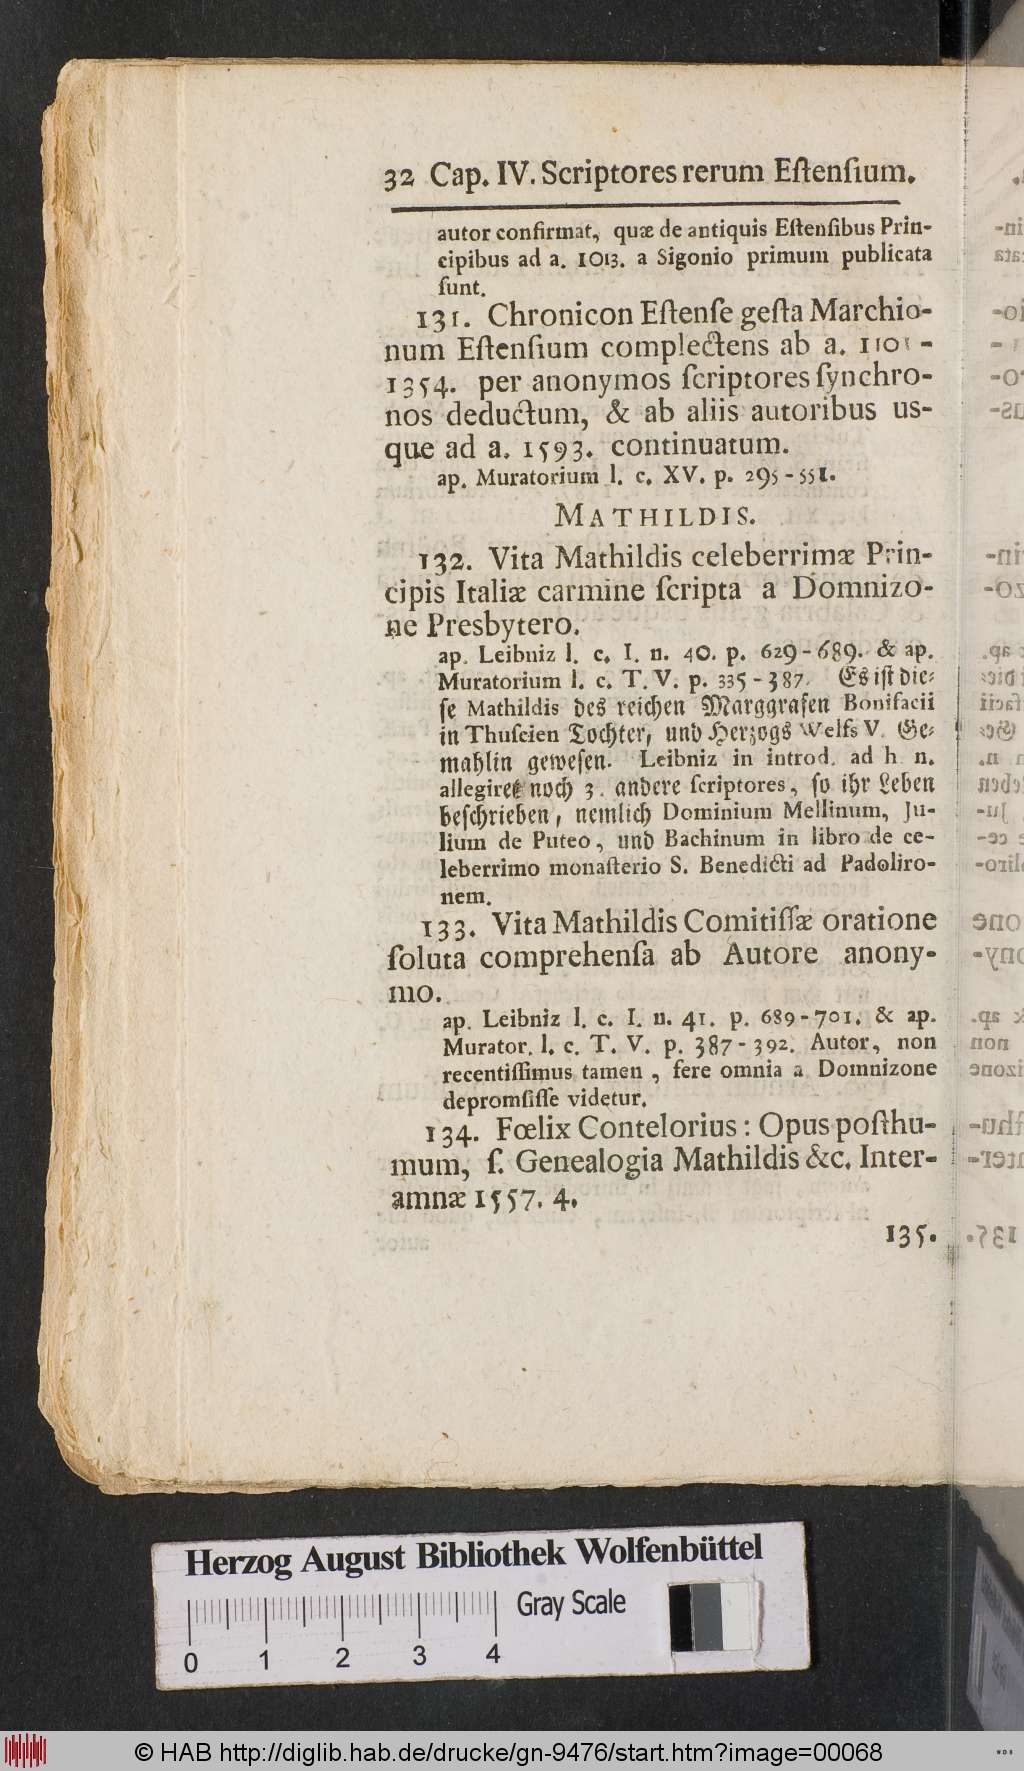 32 Cap. IV. Scriptores rerum Eſtenſium.
autor confirmat, quæ de antiquis Eſtenſibus Prin-
cipibus ad a. 1013. a Sigonio primum publicata
ſunt.
131. Chronicon Eſtenſe geſta Marchio-
num Eſtenſium complectens ab a. 1101-
1354. per anonymos ſcriptores ſynchro-
nos deductum, & ab aliis autoribus us-
que ad a. 1593. continuatum.
ap. Muratorium l. c. XV. p. 295-551.
MATHILDIS.
132. Vita Mathildis celeberrimæ Prin-
cipis Italiæ carmine ſcripta a Domnizo-
ne Presbytero.
ap. Leibniz l. c. I. n. 40. p. 629-689. & ap.
Muratorium l. c. T. V. p. 335-387. Es iſt die-
ſe Mathildis des reichen Marggrafen Bonifacii
in Thuſcien Tochter, und Herzogs Welfs V. Ge-
mahlin geweſen. Leibniz in introd. ad h. n.
allegiret noch 3. andere ſcriptores, ſo ihr Leben
beſchrieben, nemlich Dominium Mellinum, Ju-
lium de Puteo, und Bachinum in libro de ce-
leberrimo monaſterio S. Benedicti ad Padoliro-
nem.
133. Vita Mathildis Comitiſſæ oratione
ſoluta comprehenſa ab Autore anony-
mo.
ap. Leibniz l. c. I. n. 41. p. 689-701. & ap.
Murator. l. c. T. V. p. 387-392. Autor, non
recentiſſimus tamen, fere omnia a Domnizone
depromſiſſe videtur.
134. Fœlix Contelorius: Opus poſthu-
mum, ſ. Genealogia Mathildis &c. Inter-
amnæ 1557. 4.
135.
Herzog August Bibliothek Wolfenbüttel
Gray Scale
0 1 2 3 4
© HAB http://diglib.hab.de/drucke/gn-9476/start.htm?image=00068